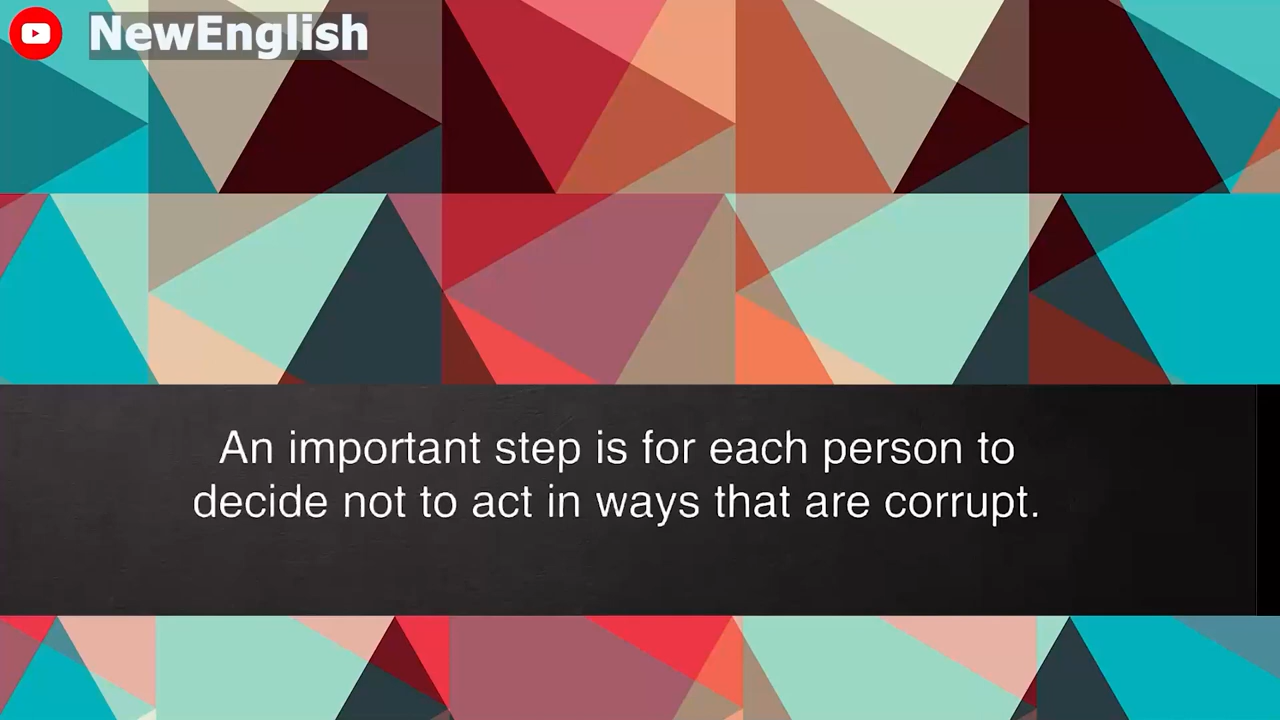 NewEnglish
An important step is for each person to
decide not to act in ways that are corrupt.